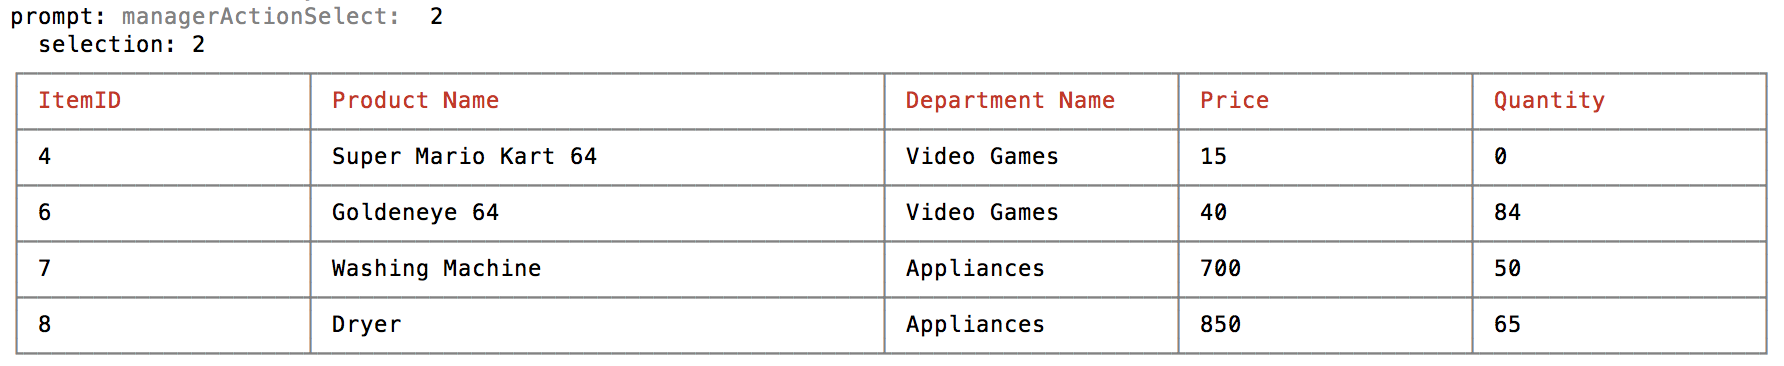 prompt: managerActionSelect:  2
  selection: 2
ItemID Product Name Department Name Price Quantity
4 Super Mario Kart 64 Video Games 15 0
6 Goldeneye 64 Video Games 40 84
7 Washing Machine Appliances 700 50
8 Dryer Appliances 850 65